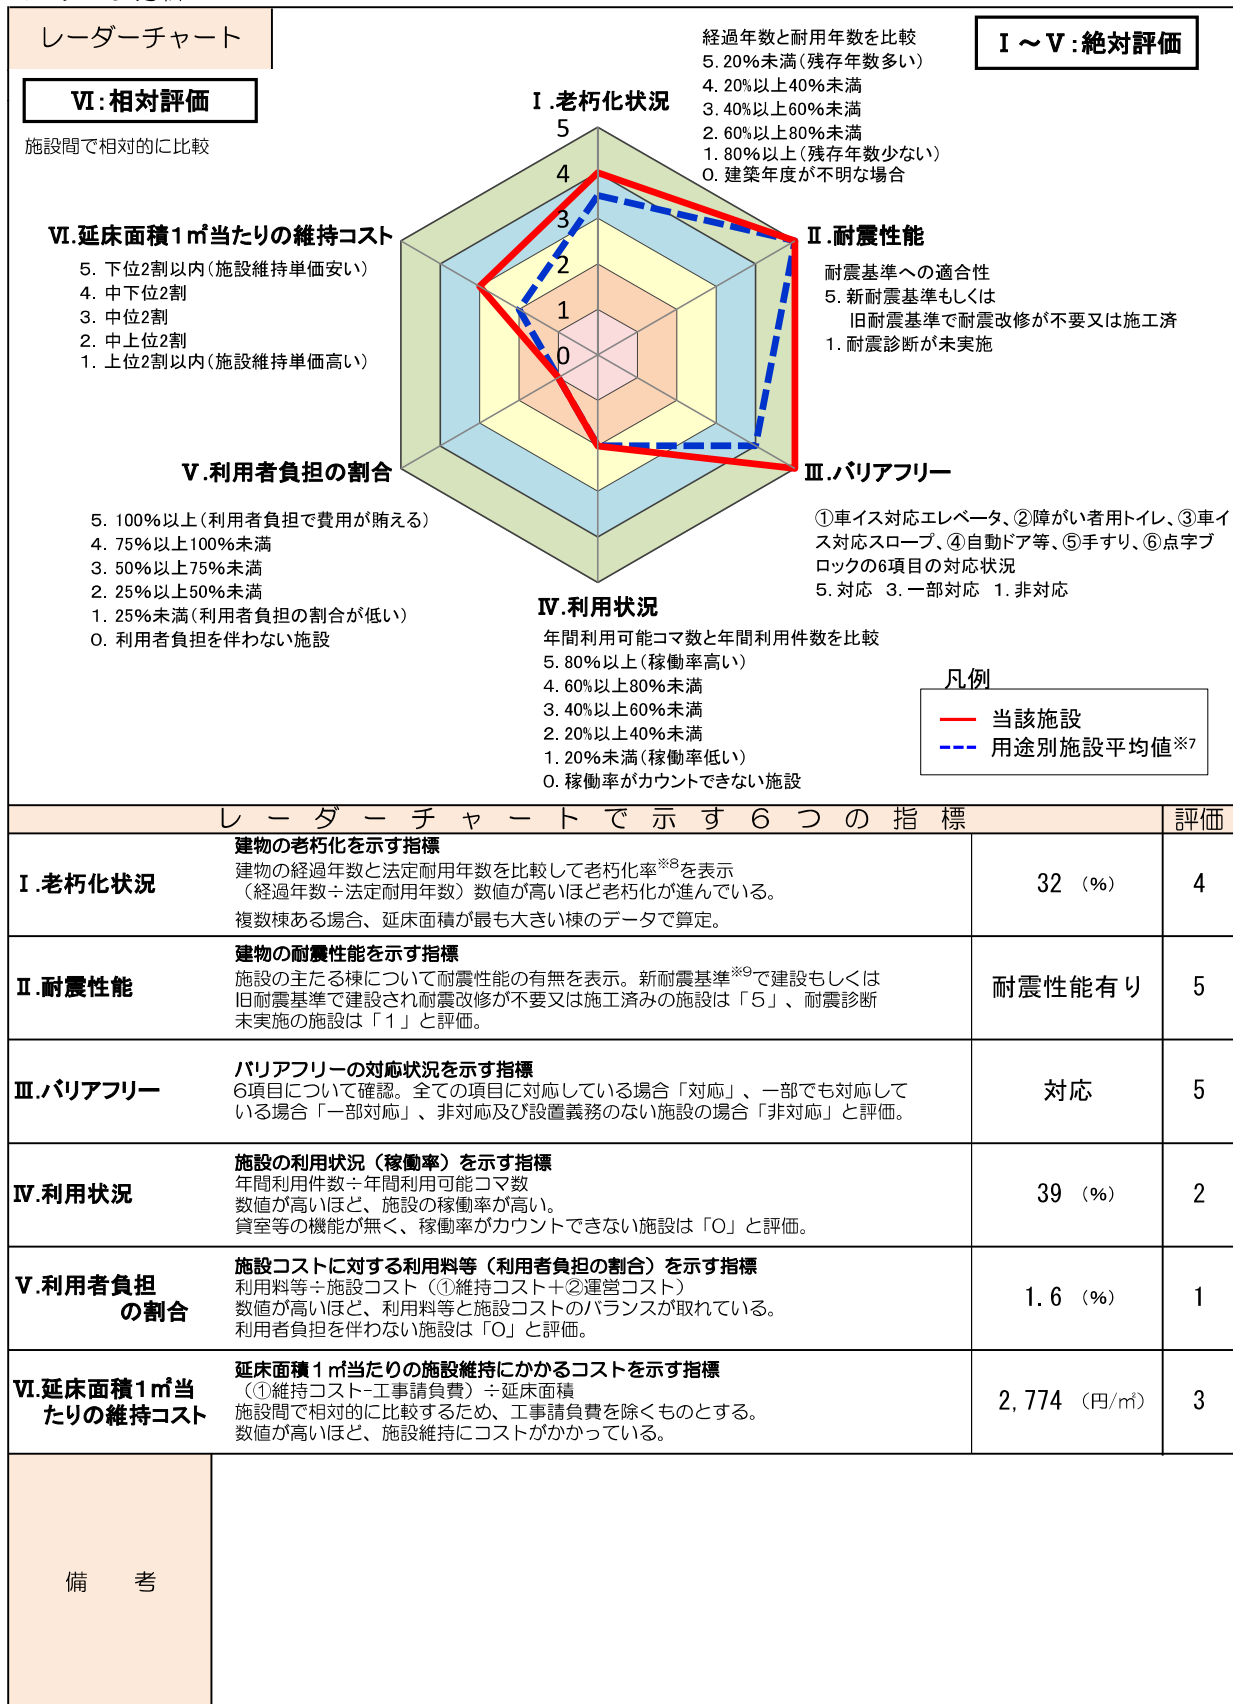 レーダーチャート
Ⅵ:相対評価
施設間で相対的に比較
Ⅰ～Ⅴ:絶対評価
経過年数と耐用年数を比較
5. 20%未満(残存年数多い)
4. 20%以上40%未満
3. 40%以上60%未満
2. 60%以上80%未満
1. 80%以上(残存年数少ない)
0. 建築年度が不明な場合
Ⅰ.老朽化状況
5
4
3
2
1
0
Ⅱ.耐震性能
耐震基準への適合性
5. 新耐震基準もしくは
旧耐震基準で耐震改修が不要又は施工済
1. 耐震診断が未実施
Ⅵ.延床面積1㎡当たりの維持コスト
5. 下位2割以内(施設維持単価安い)
4. 中下位2割
3. 中位2割
2. 中上位2割
1. 上位2割以内(施設維持単価高い)
Ⅴ.利用者負担の割合
5. 100%以上(利用者負担で費用が賄える)
4. 75%以上100%未満
3. 50%以上75%未満
2. 25%以上50%未満
1. 25%未満(利用者負担の割合が低い)
0. 利用者負担を伴わない施設
Ⅲ.バリアフリー
①車イス対応エレベータ、②障がい者用トイレ、③車イ
ス対応スロープ、④自動ドア等、⑤手すり、⑥点字ブ
ロックの6項目の対応状況
5. 対応 3. 一部対応 1. 非対応
Ⅳ.利用状況
年間利用可能コマ数と年間利用件数を比較
5. 80%以上(稼働率高い)
4. 60%以上80%未満
3. 40%以上60%未満
2. 20%以上40%未満
1. 20%未満(稼働率低い)
0. 稼働率がカウントできない施設
凡例
当該施設
用途別施設平均値※7
レーダーチャートで示す6つの指標 評価
Ⅰ.老朽化状況
建物の老朽化を示す指標
建物の経過年数と法定耐用年数を比較して老朽化率※8を表示
（経過年数÷法定耐用年数）数値が高いほど老朽化が進んでいる。
複数棟ある場合、延床面積が最も大きい棟のデータで算定。
32 (%) 4
Ⅱ.耐震性能
建物の耐震性能を示す指標
施設の主たる棟について耐震性能の有無を表示。新耐震基準※9で建設もしくは
旧耐震基準で建設され耐震改修が不要又は施工済みの施設は「5」、耐震診断
未実施の施設は「1」と評価。
耐震性能有り 5
Ⅲ.バリアフリー
バリアフリーの対応状況を示す指標
6項目について確認。全ての項目に対応している場合「対応」、一部でも対応して
いる場合「一部対応」、非対応及び設置義務のない施設の場合「非対応」と評価。
対応 5
Ⅳ.利用状況
施設の利用状況（稼働率）を示す指標
年間利用件数÷年間利用可能コマ数
数値が高いほど、施設の稼働率が高い。
貸室等の機能が無く、稼働率がカウントできない施設は「0」と評価。
39 (%) 2
Ⅴ.利用者負担
の割合
施設コストに対する利用料等（利用者負担の割合）を示す指標
利用料等÷施設コスト（①維持コスト+②運営コスト）
数値が高いほど、利用料等と施設コストのバランスが取れている。
利用者負担を伴わない施設は「0」と評価。
1.6 (%) 1
Ⅵ.延床面積1㎡当
たりの維持コスト
延床面積1㎡当たりの施設維持にかかるコストを示す指標
（①維持コスト-工事請負費）÷延床面積
施設間で相対的に比較するため、工事請負費を除くものとする。
数値が高いほど、施設維持にコストがかかっている。
2,774 (円/㎡) 3
備 考